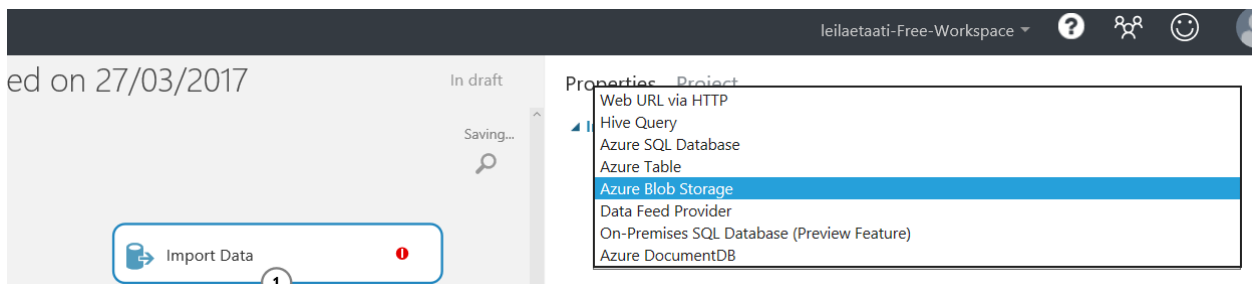 leilaetaati-Free-Workspace
?
ed on 27/03/2017
In draft
Properties Project
Saving...
Web URL via HTTP
Hive Query
Azure SQL Database
Azure Table
Azure Blob Storage
Data Feed Provider
On-Premises SQL Database (Preview Feature)
Azure DocumentDB
Import Data
1